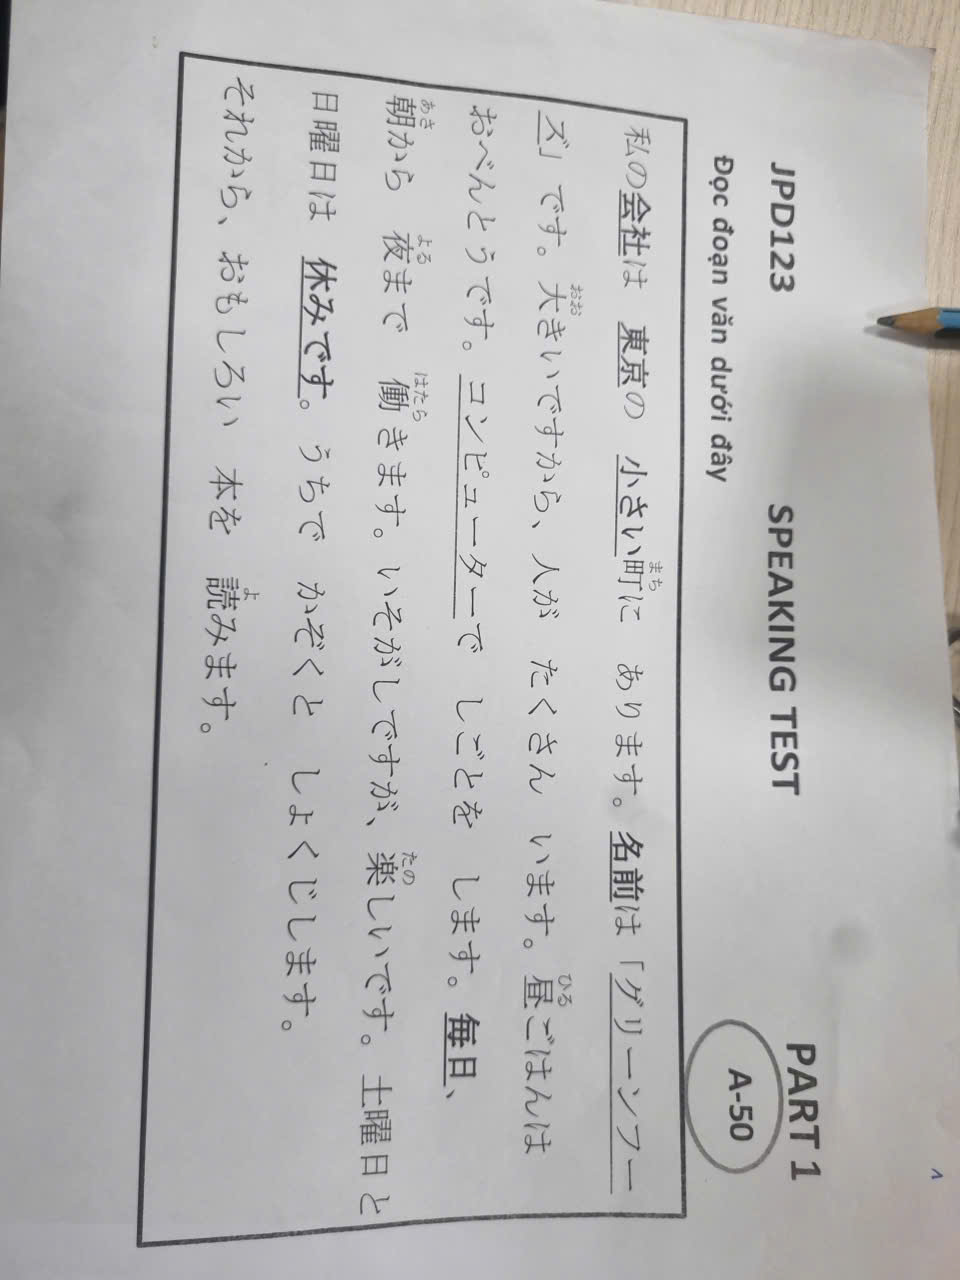 JPD123 SPEAKING TEST PART 1
Đọc đoạn văn dưới đây A-50
私の会社は 東京の 小さい町に あります。名前は「グリーンフー
ズ」です。大きいですから、人が たくさん います。昼ごはんは
おべんとうです。コンピューターで しごとを します。毎日、
朝から 夜まで 働きます。いそがしですが、楽しいです。土曜日と
日曜日は 休みです。うちで かぞくと しょくじします。
それから、おもしろい 本を 読みます。